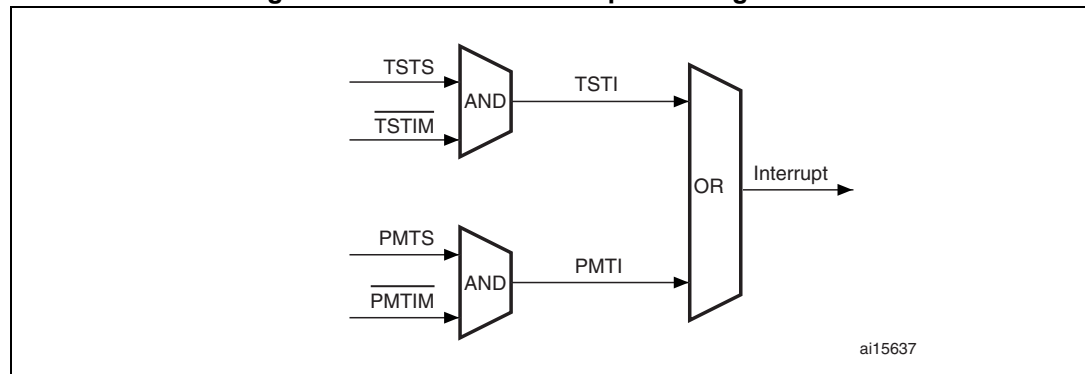 TSTS
AND
TSTI
TSTIM
Interrupt
OR
PMTS
AND
PMTI
PMTIM
ai15637